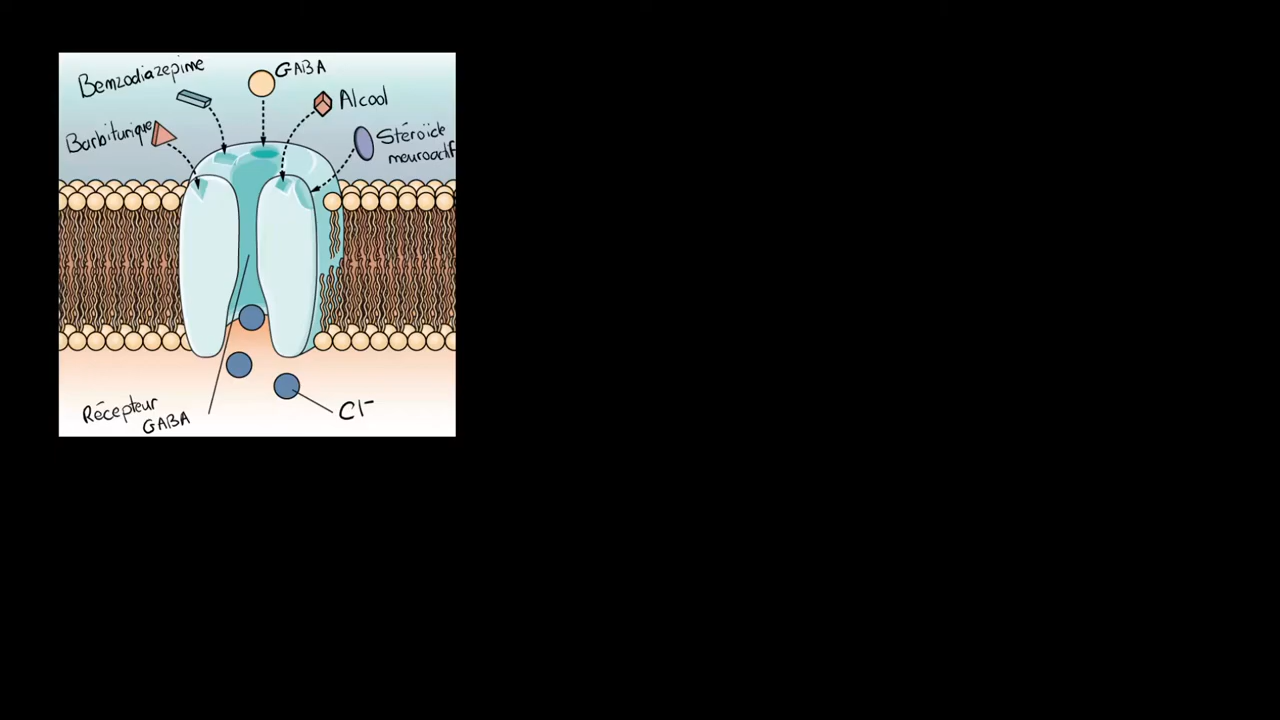 Benzodiazepine
GABA
Alcool
Barbiturique
Stéroïde
neuroactif
Récepteur
GABA
Cl-